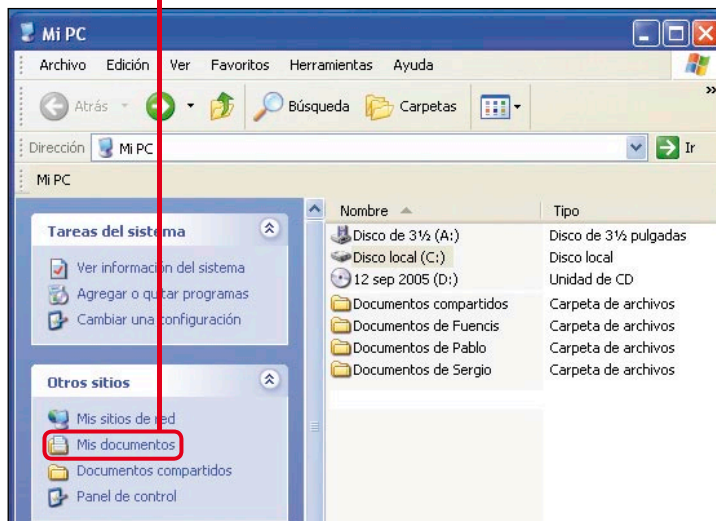 Mi PC
Archivo Edición Ver Favoritos Herramientas Ayuda
Atrás Búsqueda Carpetas
»
Dirección Mi PC Ir
Mi PC
Tareas del sistema
Ver información del sistema
Agregar o quitar programas
Cambiar una configuración
Otros sitios
Mis sitios de red
Mis documentos
Documentos compartidos
Panel de control
Nombre Tipo
Disco de 3½ (A:) Disco de 3½ pulgadas
Disco local (C:) Disco local
12 sep 2005 (D:) Unidad de CD
Documentos compartidos Carpeta de archivos
Documentos de Fuencis Carpeta de archivos
Documentos de Pablo Carpeta de archivos
Documentos de Sergio Carpeta de archivos